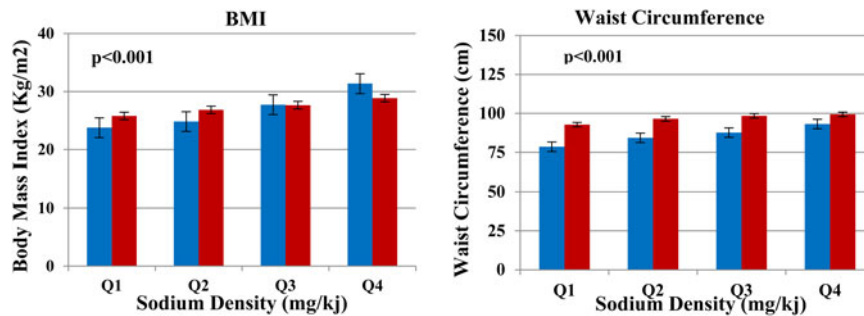 BMI
Body Mass Index (Kg/m2)
40
30
20
10
0
p<0.001
Q1 Q2 Q3 Q4
Sodium Density (mg/kj)
Waist Circumference
Waist Circumference (cm)
150
125
100
75
50
25
0
p<0.001
Q1 Q2 Q3 Q4
Sodium Density (mg/kj)